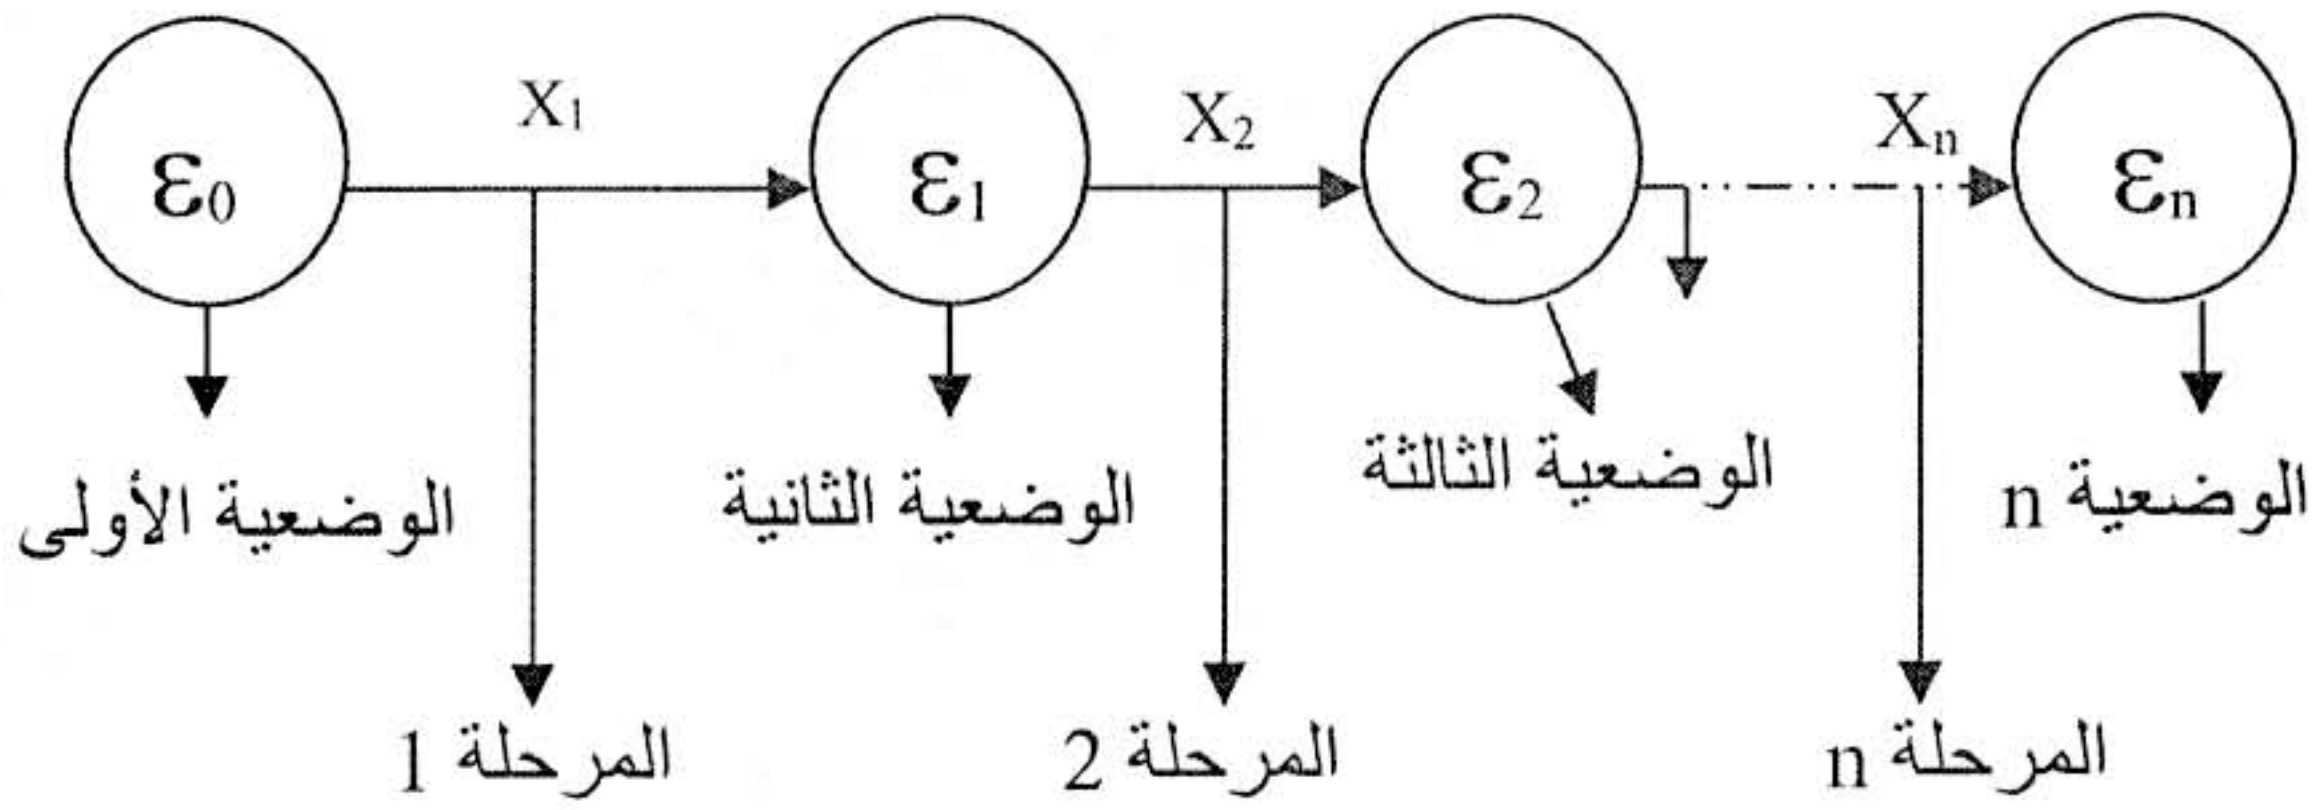 X₁ X₂ Xₙ
ε₀ ε₁ ε₂ εₙ
الوضعية الأولى الوضعية الثانية الوضعية الثالثة الوضعية n
المرحلة 1 المرحلة 2 المرحلة n